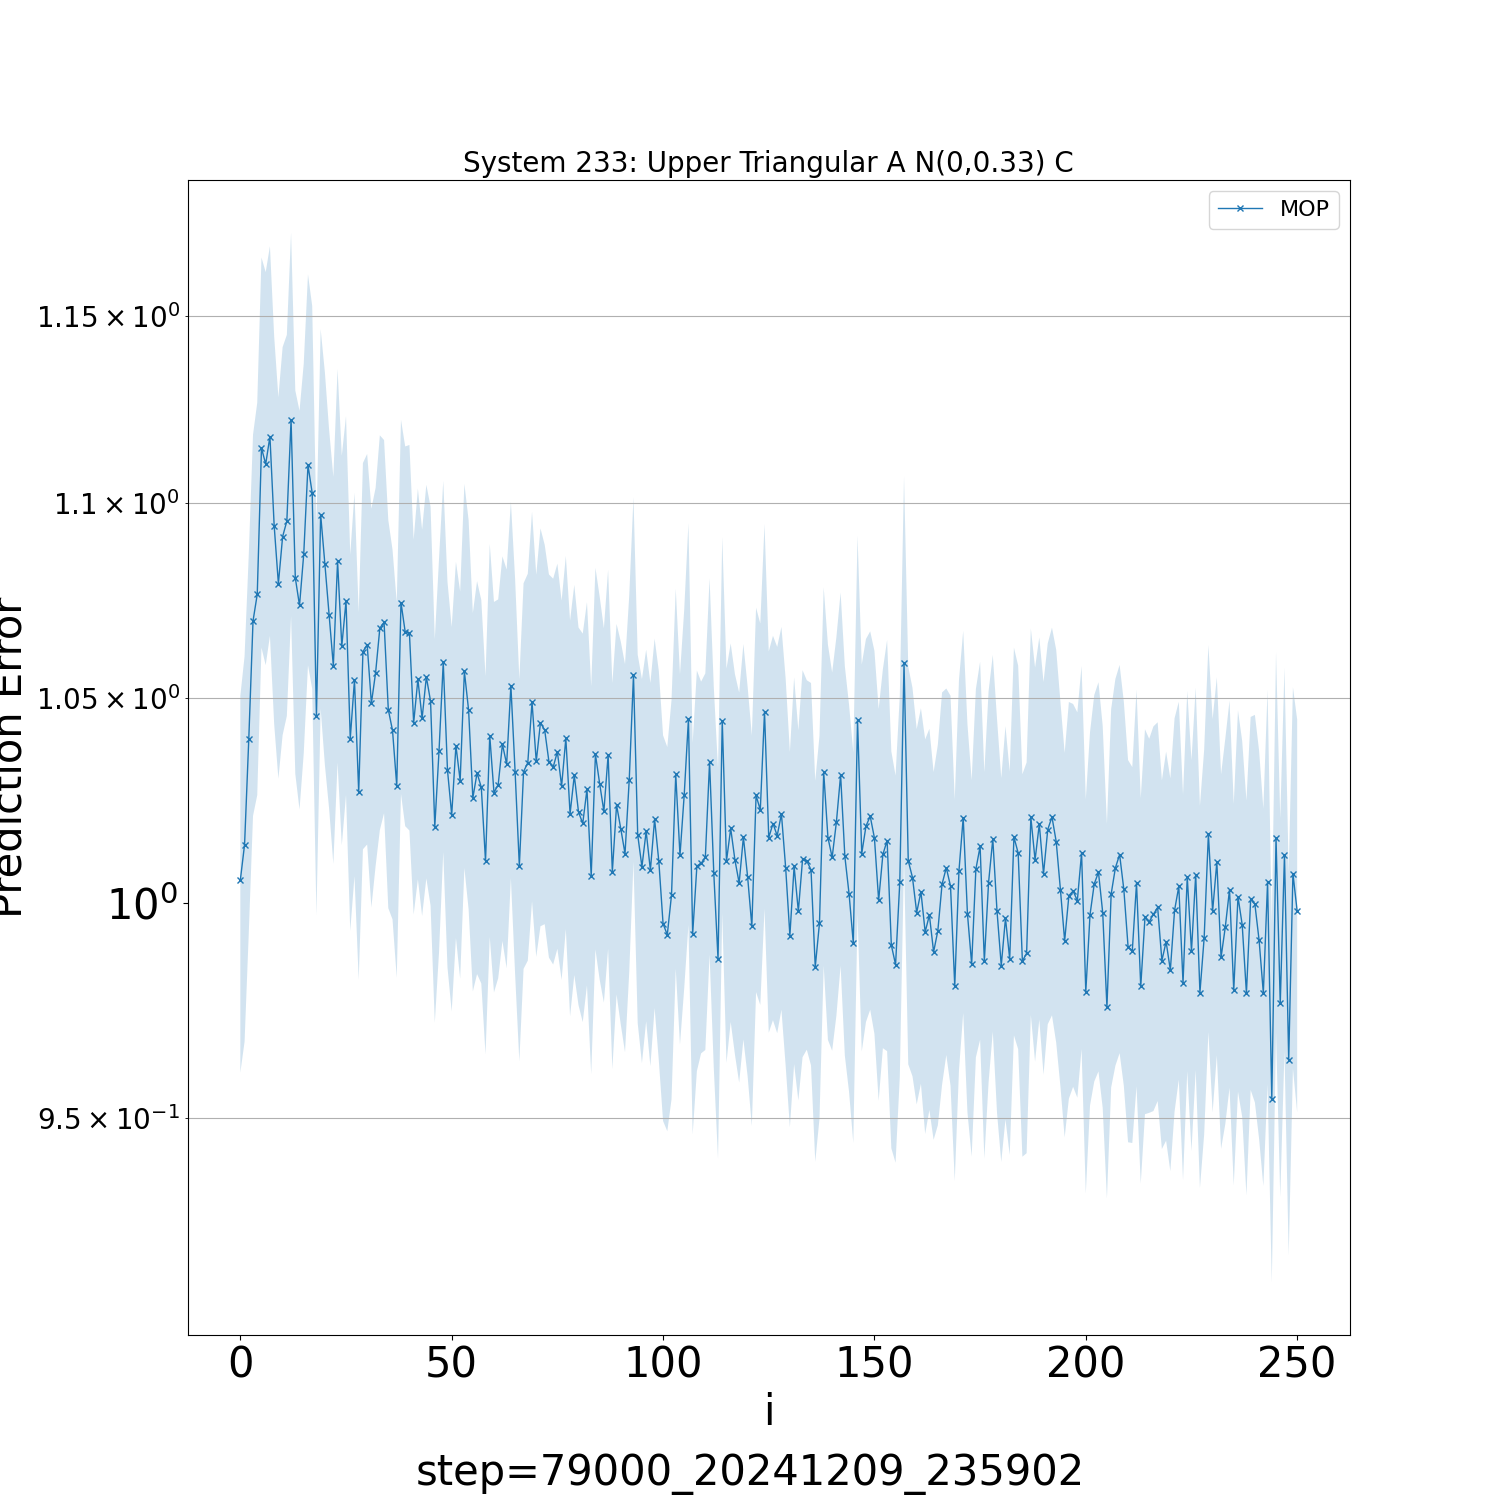 System 233: Upper Triangular A N(0,0.33) C
MOP
1.15 × 10⁰
1.1 × 10⁰
1.05 × 10⁰
10⁰
9.5 × 10⁻¹
Prediction Error
0 50 100 150 200 250
i
step=79000_20241209_235902